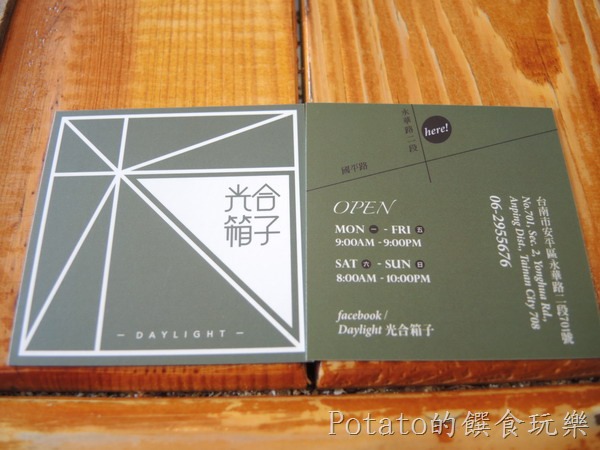 光合
箱子
— DAYLIGHT —
永華路二段
here!
國平路
OPEN
MON 一 - FRI 五
9:00AM - 9:00PM
SAT 六 - SUN 日
8:00AM - 10:00PM
facebook /
Daylight 光合箱子
台南市安平區永華路二段701號
No.701, Sec. 2, Yonghua Rd.,
Anping Dist., Tainan City 708
06-2955676
Potato的饌食玩樂